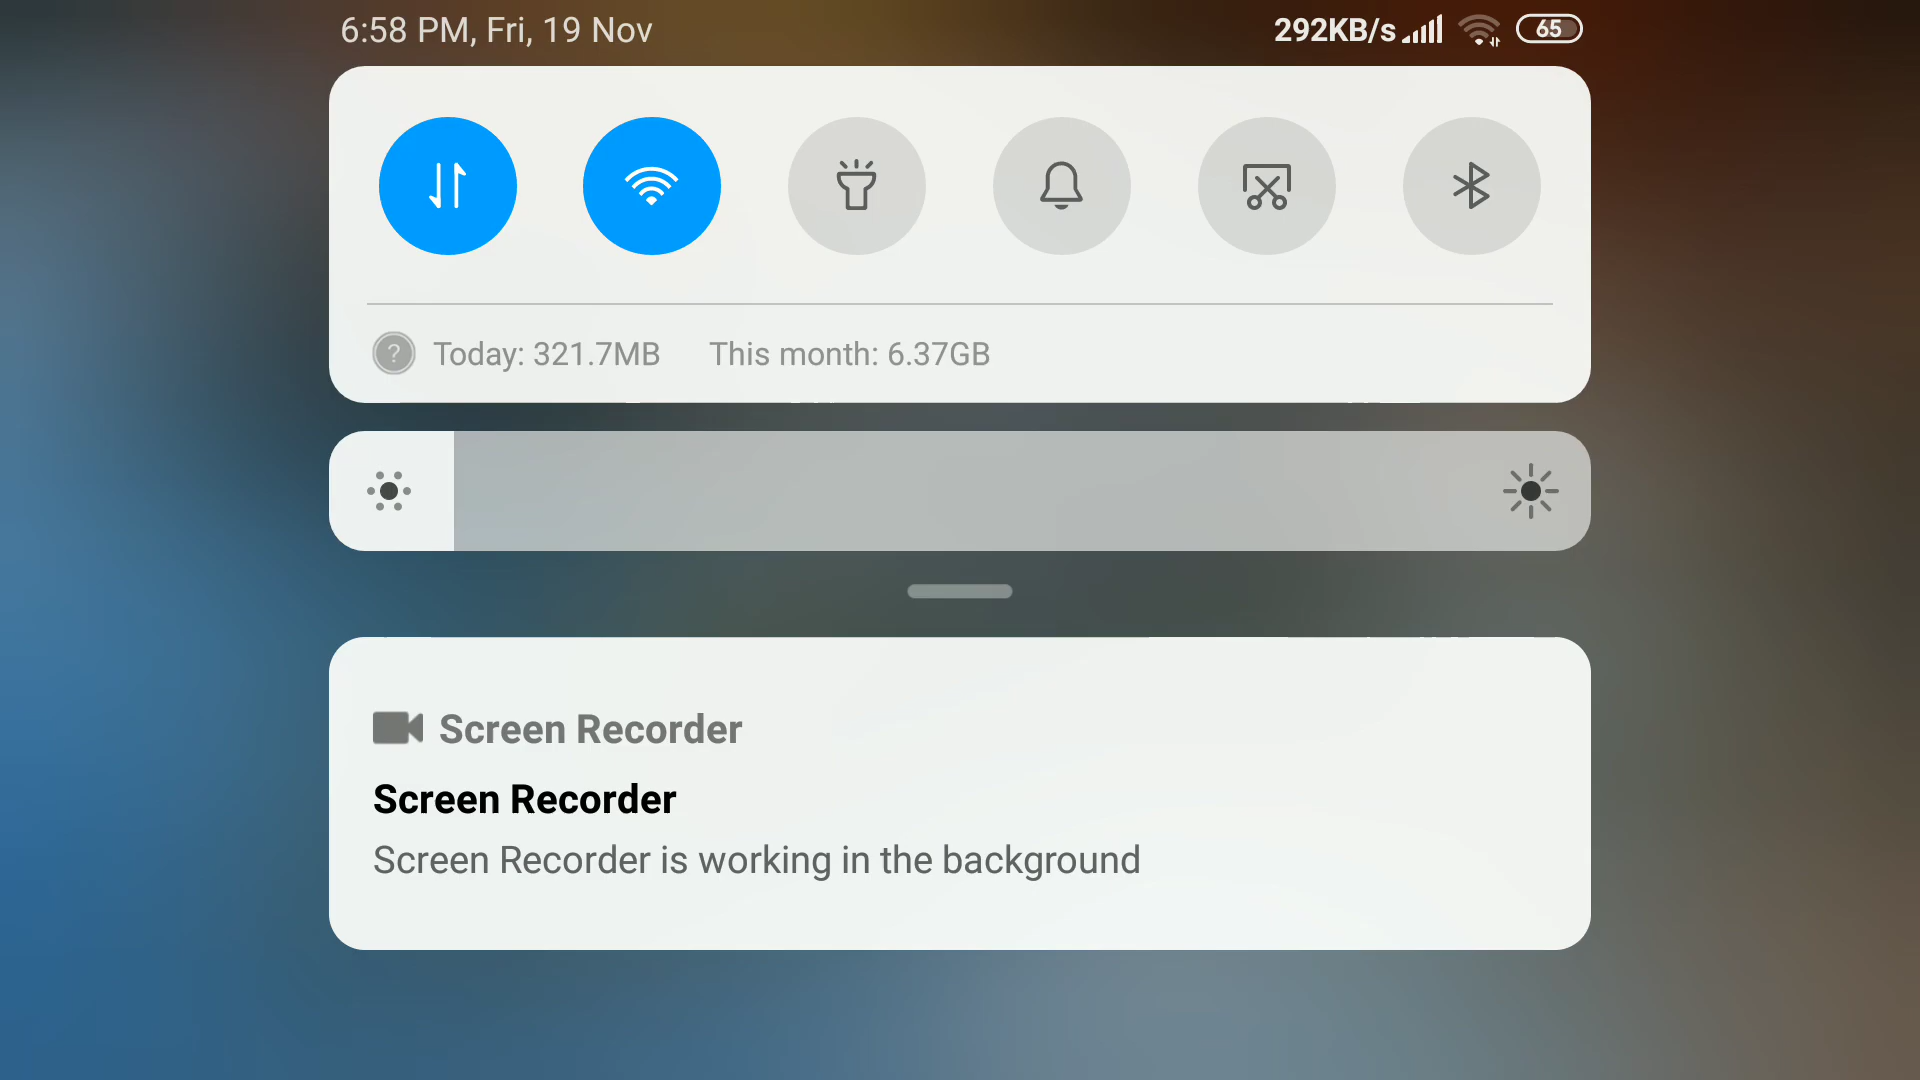 6:58 PM, Fri, 19 Nov 292KB/s 65
? Today: 321.7MB This month: 6.37GB
Screen Recorder
Screen Recorder
Screen Recorder is working in the background